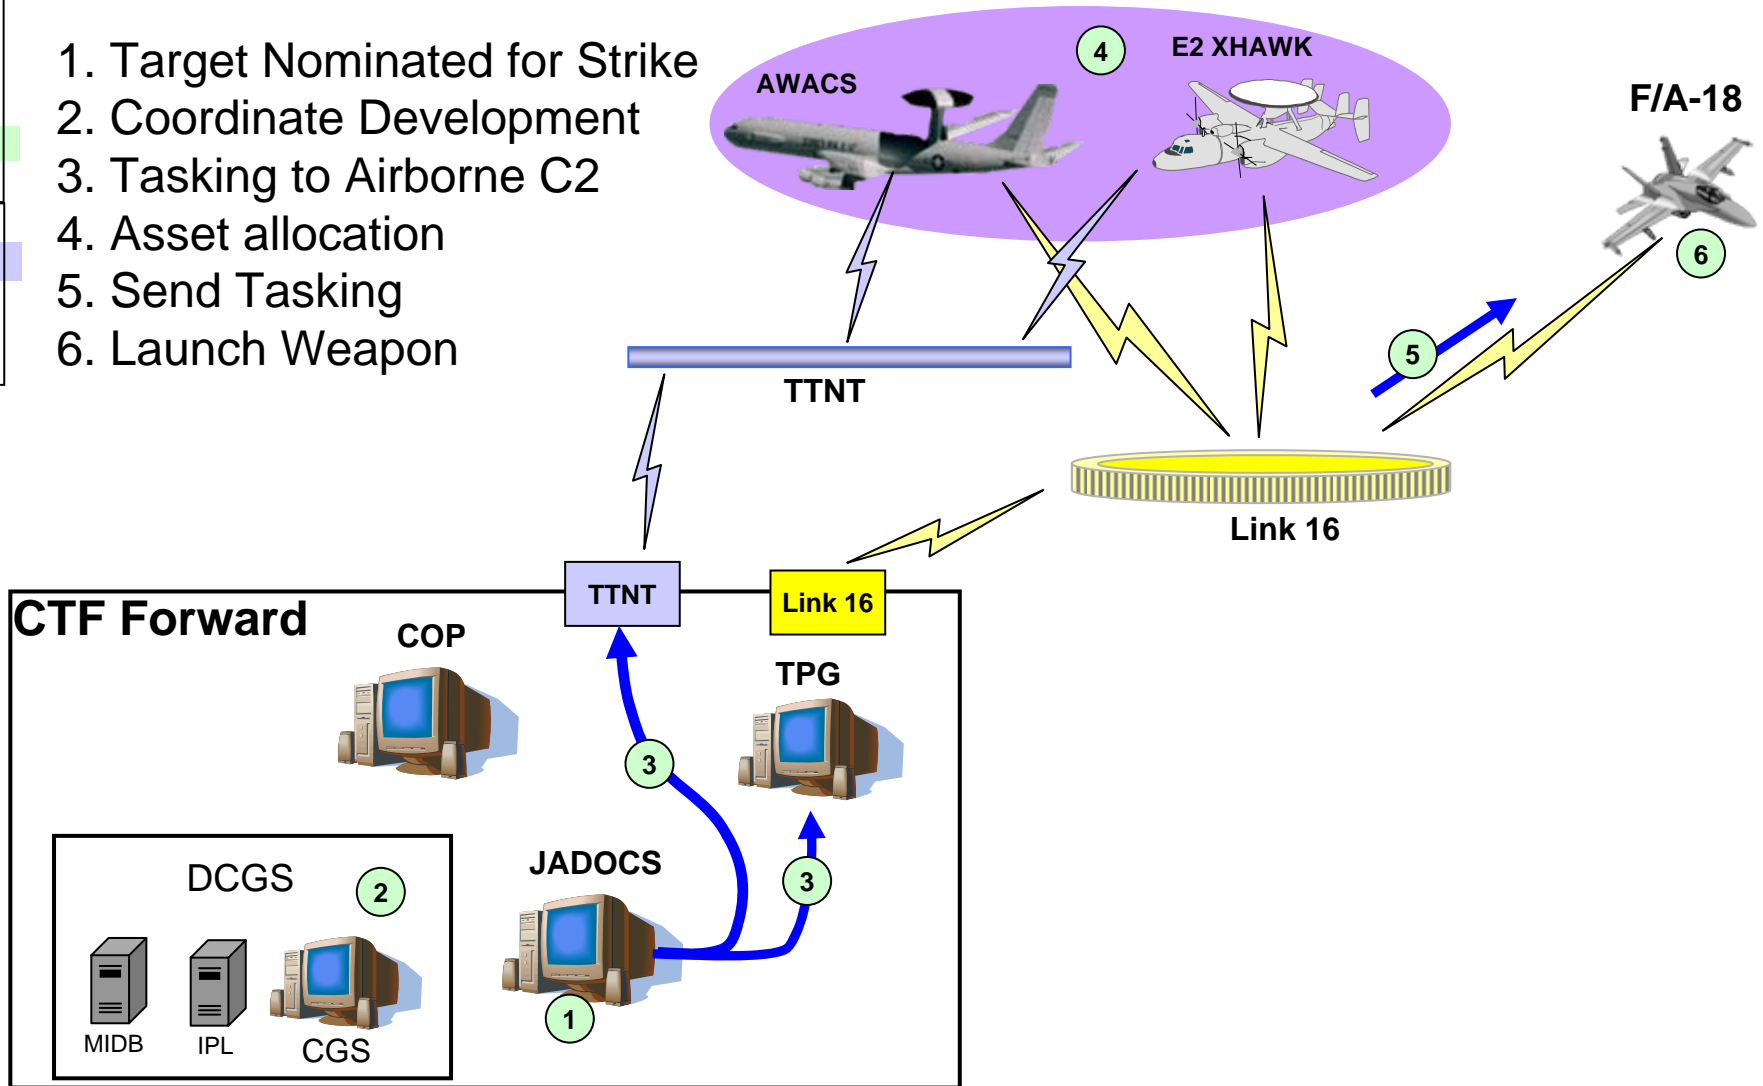 1. Target Nominated for Strike
2. Coordinate Development
3. Tasking to Airborne C2
4. Asset allocation
5. Send Tasking
6. Launch Weapon
4
E2 XHAWK
AWACS
F/A-18
6
5
TTNT
Link 16
TTNT
Link 16
CTF Forward
COP
TPG
3
JADOCS
3
DCGS
2
1
MIDB
IPL
CGS